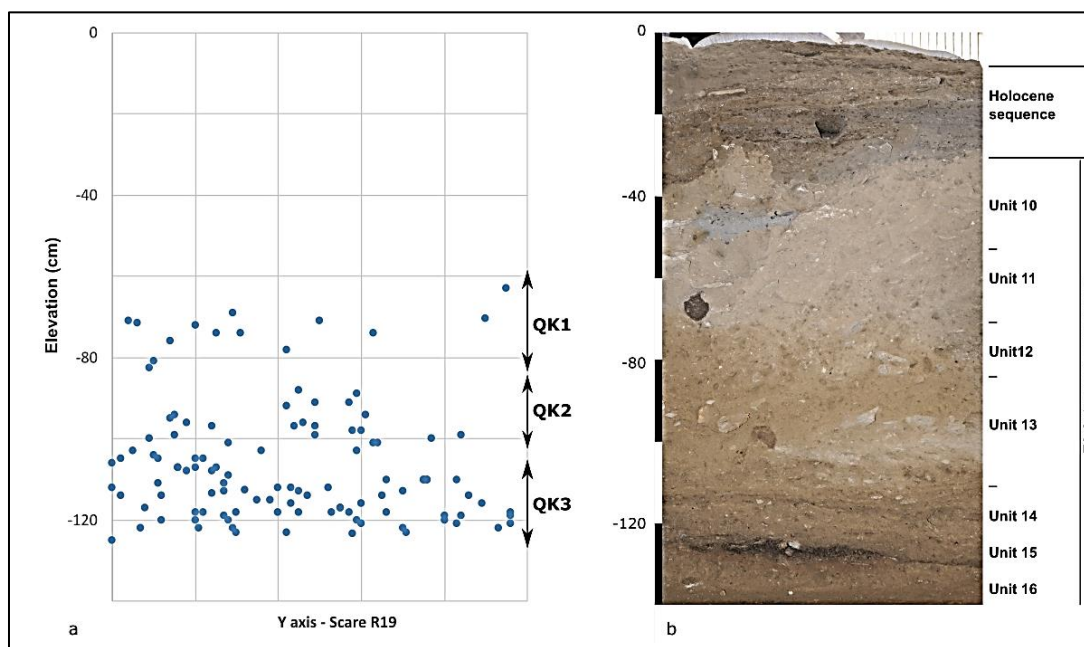 0
-40
-80
-120
Elevation (cm)
QK1
QK2
QK3
Y axis - Scare R19
a
0
-40
-80
-120
Holocene
sequence
Unit 10
Unit 11
Unit12
Unit 13
Unit 14
Unit 15
Unit 16
b